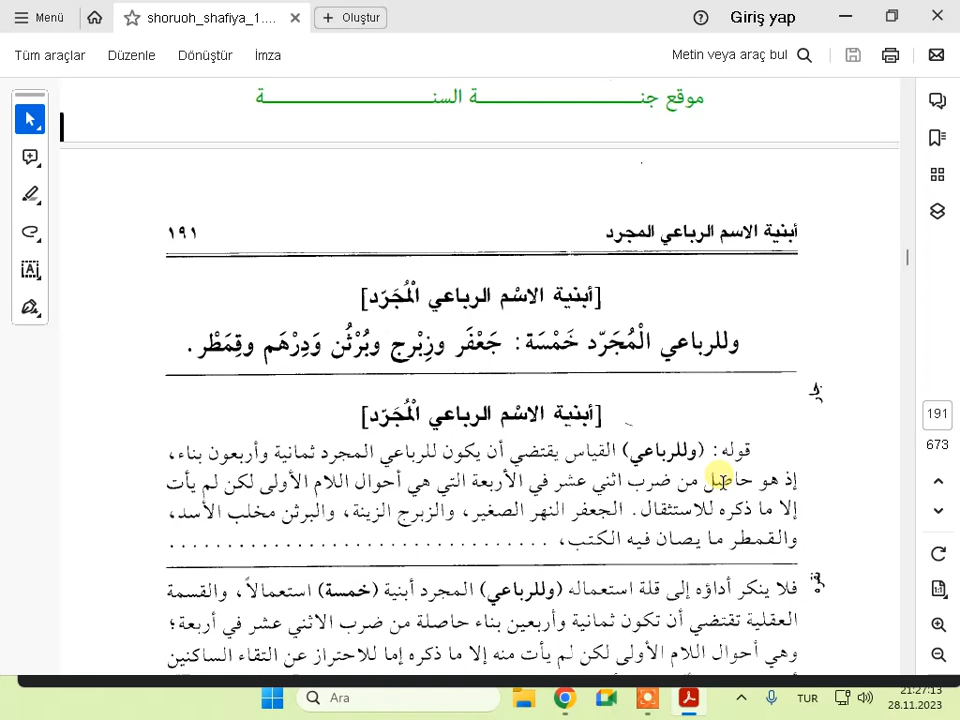 Menü
shoruoh_shafiya_1....
Oluştur
Giriş yap
Tüm araçlar
Düzenle
Dönüştür
İmza
Metin veya araç bul
موقع جنـــــــــــــــــة السنــــــــــــــــــة
أبنية الاسم الرباعي المجرد
١٩١
[أبنية الاسْم الرباعي الْمُجَرّد]
وللرباعي الْمُجَرّد خَمْسَة: جَعْفَر وزِبْرِج وبُرْثُن وَدِرْهَم وقِمَطْر.
جار
[أبنية الاسْم الرباعي الْمُجَرّد]
قوله: (وللرباعي) القياس يقتضي أن يكون للرباعي المجرد ثمانية وأربعون بناء،
إذ هو حاصل من ضرب اثني عشر في الأربعة التي هي أحوال اللام الأولى لكن لم يأت
إلا ما ذكره للاستثقال. الجعفر النهر الصغير، والزبرج الزينة، والبرثن مخلب الأسد،
والقمطر ما يصان فيه الكتب، . . . . . . . . . . . . . . . . . . . . . . . . . . . . . .
نقره
فلا ينكر أداؤه إلى قلة استعماله (وللرباعي) المجرد أبنية (خمسة) استعمالاً، والقسمة
العقلية تقتضي أن تكون ثمانية وأربعين بناء حاصلة من ضرب الاثني عشر في أربعة؛
وهي أحوال اللام الأولى لكن لم يأت منه إلا ما ذكره إما للاحتراز عن التقاء الساكنين
191
673
Ara
TUR
21:27:13
28.11.2023